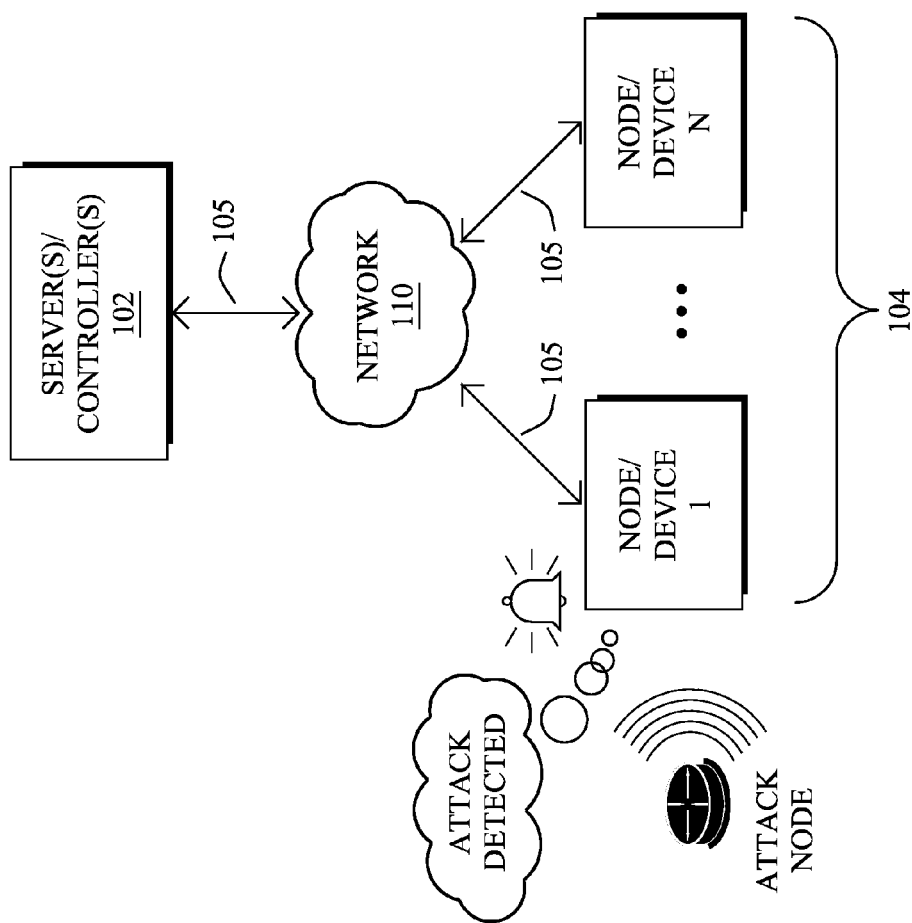 SERVER(S)/
CONTROLLER(S)
102
105
NETWORK
110
105
105
NODE/
DEVICE
1
NODE/
DEVICE
N
104
ATTACK
DETECTED
ATTACK
NODE